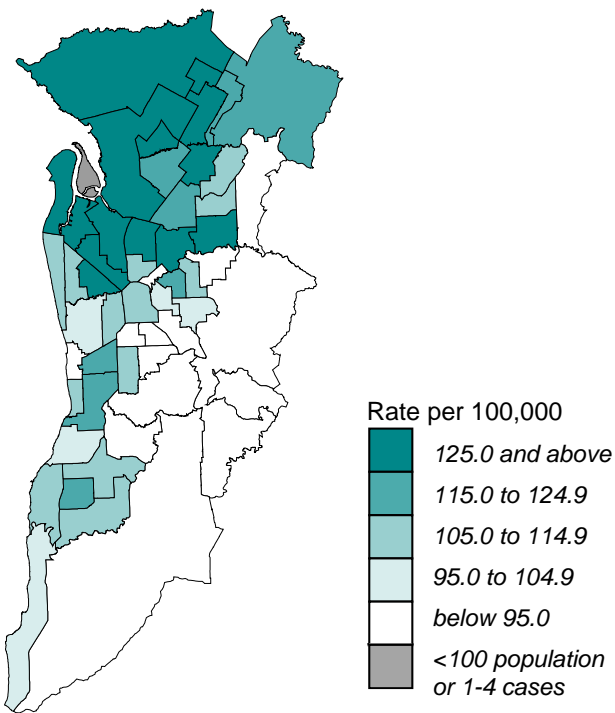 Rate per 100,000
125.0 and above
115.0 to 124.9
105.0 to 114.9
95.0 to 104.9
below 95.0
<100 population
or 1-4 cases